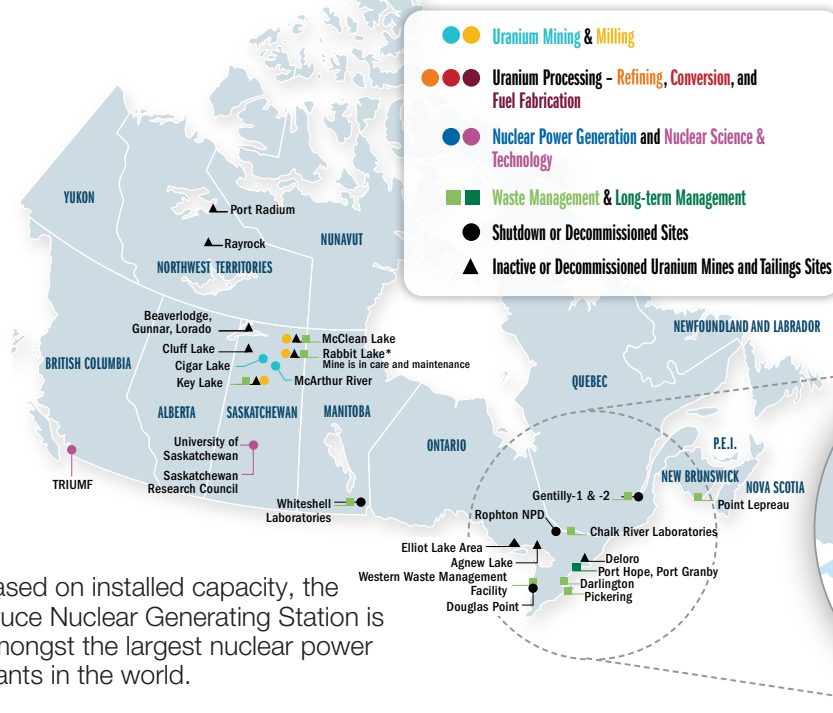 Uranium Mining & Milling
Uranium Processing – Refining, Conversion, and
Fuel Fabrication
Nuclear Power Generation and Nuclear Science &
Technology
Waste Management & Long-term Management
Shutdown or Decommissioned Sites
Inactive or Decommissioned Uranium Mines and Tailings Sites
YUKON
Port Radium
Rayrock
NUNAVUT
NORTHWEST TERRITORIES
Beaverlodge,
Gunnar, Lorado
McClean Lake
Cluff Lake
Rabbit Lake*
Mine is in care and maintenance
Cigar Lake
Key Lake
McArthur River
BRITISH COLUMBIA
ALBERTA
SASKATCHEWAN
MANITOBA
ONTARIO
QUEBEC
NEWFOUNDLAND AND LABRADOR
P.E.I.
NEW BRUNSWICK
NOVA SCOTIA
University of
Saskatchewan
Saskatchewan
Research Council
TRIUMF
Whiteshell
Laboratories
Gentilly-1 & -2
Point Lepreau
Rophton NPD
Chalk River Laboratories
Elliot Lake Area
Agnew Lake
Deloro
Port Hope, Port Granby
Western Waste Management
Facility
Darlington
Pickering
Douglas Point
ased on installed capacity, the
ruce Nuclear Generating Station is
mongst the largest nuclear power
ants in the world.